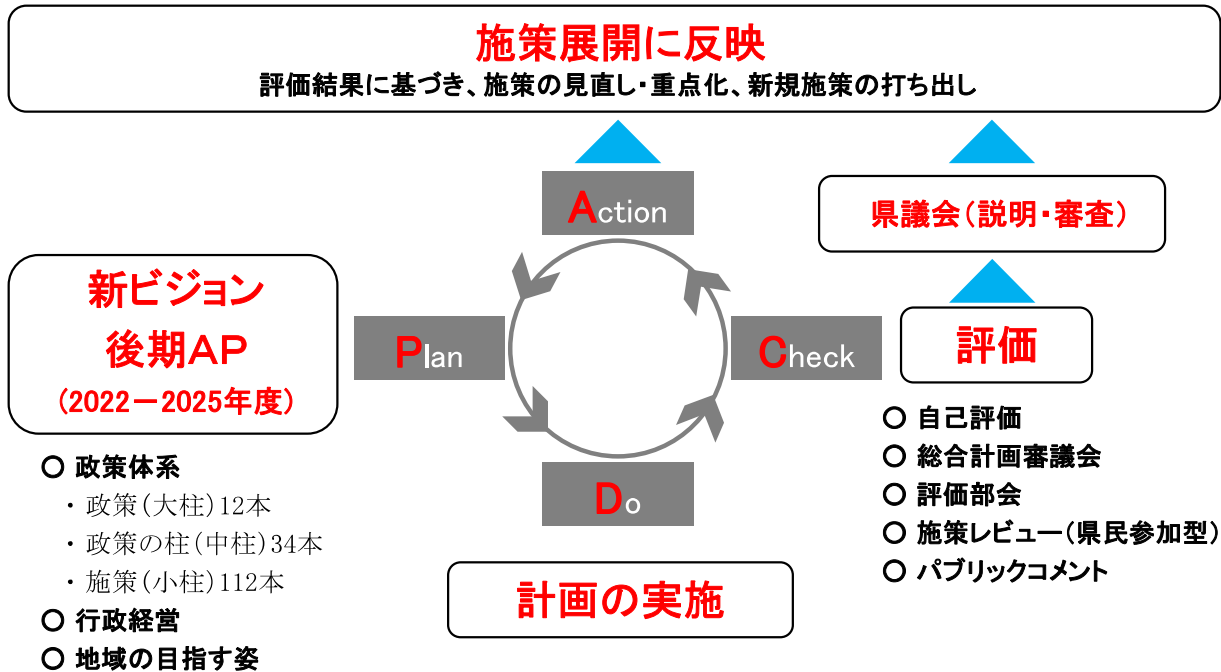 施策展開に反映
評価結果に基づき、施策の見直し・重点化、新規施策の打ち出し
Action
県議会(説明・審査)
新ビジョン
後期AP
(2022－2025年度)
Plan
Check
評価
○ 自己評価
○ 総合計画審議会
○ 評価部会
○ 施策レビュー(県民参加型)
○ パブリックコメント
○ 政策体系
・政策(大柱)12本
・政策の柱(中柱)34本
・施策(小柱)112本
○ 行政経営
○ 地域の目指す姿
Do
計画の実施